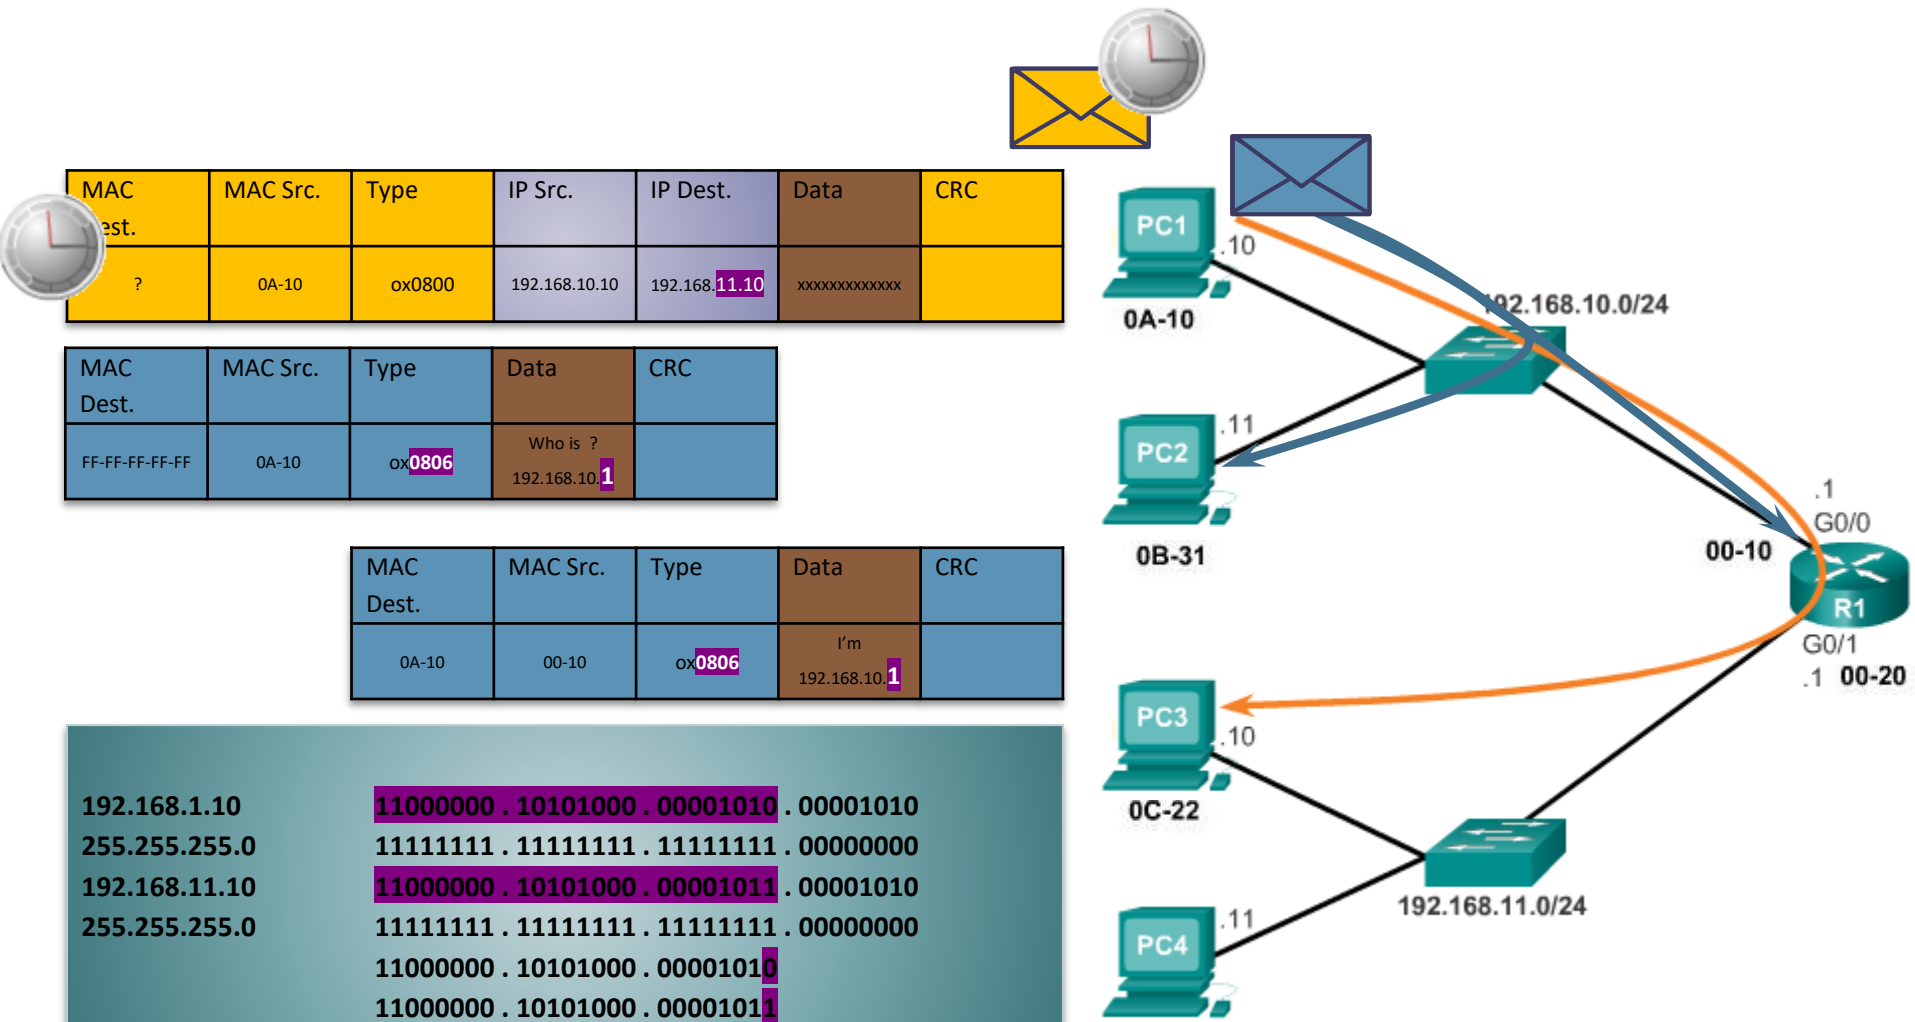 MAC MAC Src. Type IP Src. IP Dest. Data CRC
est.
? 0A-10 ox0800 192.168.10.10 192.168.11.10 xxxxxxxxxxxxx
MAC MAC Src. Type Data CRC
Dest.
FF-FF-FF-FF-FF 0A-10 ox0806 Who is ?
192.168.10.1
MAC MAC Src. Type Data CRC
Dest.
0A-10 00-10 ox0806 I'm
192.168.10.1
192.168.1.10 11000000 . 10101000 . 00001010 . 00001010
255.255.255.0 11111111 . 11111111 . 11111111 . 00000000
192.168.11.10 11000000 . 10101000 . 00001011 . 00001010
255.255.255.0 11111111 . 11111111 . 11111111 . 00000000
11000000 . 10101000 . 00001010
11000000 . 10101000 . 00001011
PC1
.10
0A-10
192.168.10.0/24
.11
PC2
0B-31
.1
G0/0
00-10
R1
G0/1
.1 00-20
PC3
.10
0C-22
192.168.11.0/24
.11
PC4